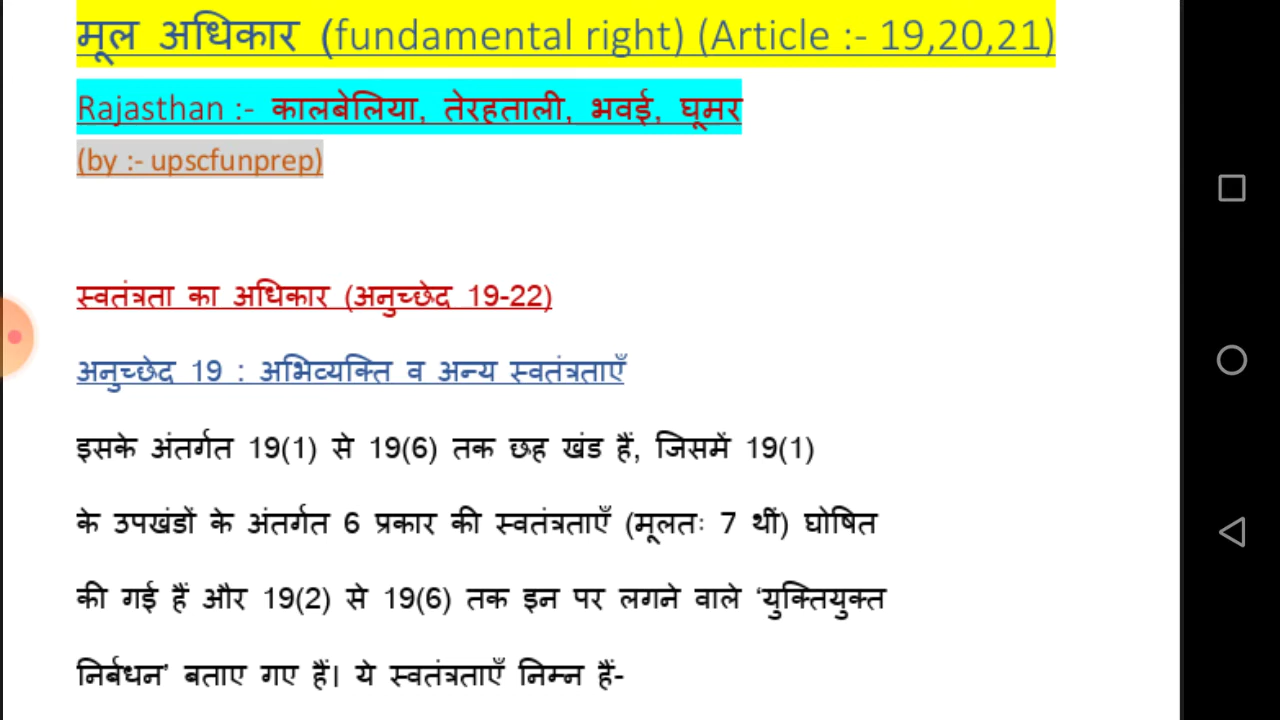 मूल अधिकार (fundamental right) (Article :- 19,20,21)
Rajasthan :- कालबेलिया, तेरहताली, भवई, घूमर
(by :- upscfunprep)
स्वतंत्रता का अधिकार (अनुच्छेद 19-22)
अनुच्छेद 19 : अभिव्यक्ति व अन्य स्वतंत्रताएँ
इसके अंतर्गत 19(1) से 19(6) तक छह खंड हैं, जिसमें 19(1)
के उपखंडों के अंतर्गत 6 प्रकार की स्वतंत्रताएँ (मूलतः 7 थीं) घोषित
की गई हैं और 19(2) से 19(6) तक इन पर लगने वाले ‘युक्तियुक्त
निर्बधन’ बताए गए हैं। ये स्वतंत्रताएँ निम्न हैं-